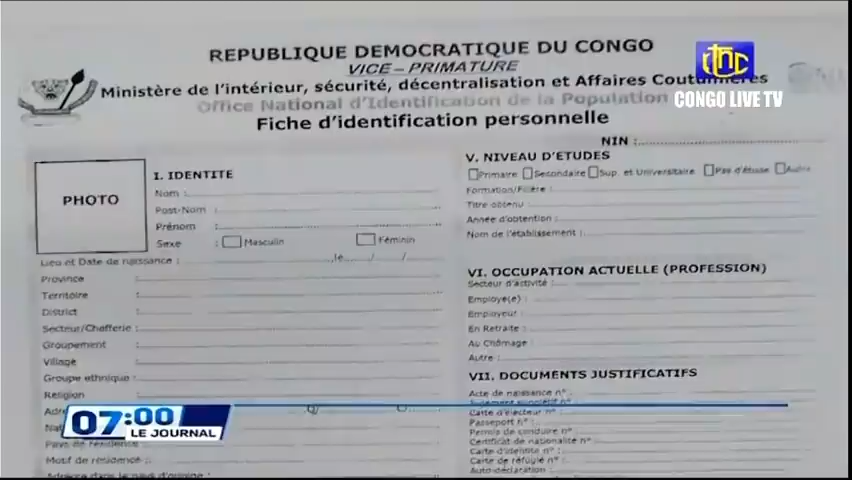 REPUBLIQUE DEMOCRATIQUE DU CONGO
VICE - PRIMATURE
Ministère de l'intérieur, sécurité, décentralisation et Affaires Coutumières
Office National d'Identification de la Population
CONGO LIVE TV
Fiche d'identification personnelle
NIN :
PHOTO
I. IDENTITE
Nom :
Post-Nom :
Prénom :
Sexe : Masculin Féminin
Lieu et Date de naissance : ,le / /
Province :
Territoire :
District :
Secteur/Chefferie :
Groupement :
Village :
Groupe ethnique :
Religion
Pays de résidence
Motif de residence :
V. NIVEAU D'ETUDES
Primaire Secondaire Sup. et Universitaire Pas d'étude Autre
Formation/Filière :
Titre obtenu :
Année d'obtention :
Nom de l'établissement :
VI. OCCUPATION ACTUELLE (PROFESSION)
Secteur d'activité :
Employé(e) :
Employeur :
En Retraite :
Au Chômage :
Autre :
VII. DOCUMENTS JUSTIFICATIFS
Acte de naissance n°
Carte d'électeur n°
Passeport n° :
Permis de conduire n°
Certificat de nationalité n°
Carte d'identité n°
Carte de réfugié n°
Auto-déclaration :
07:00
LE JOURNAL